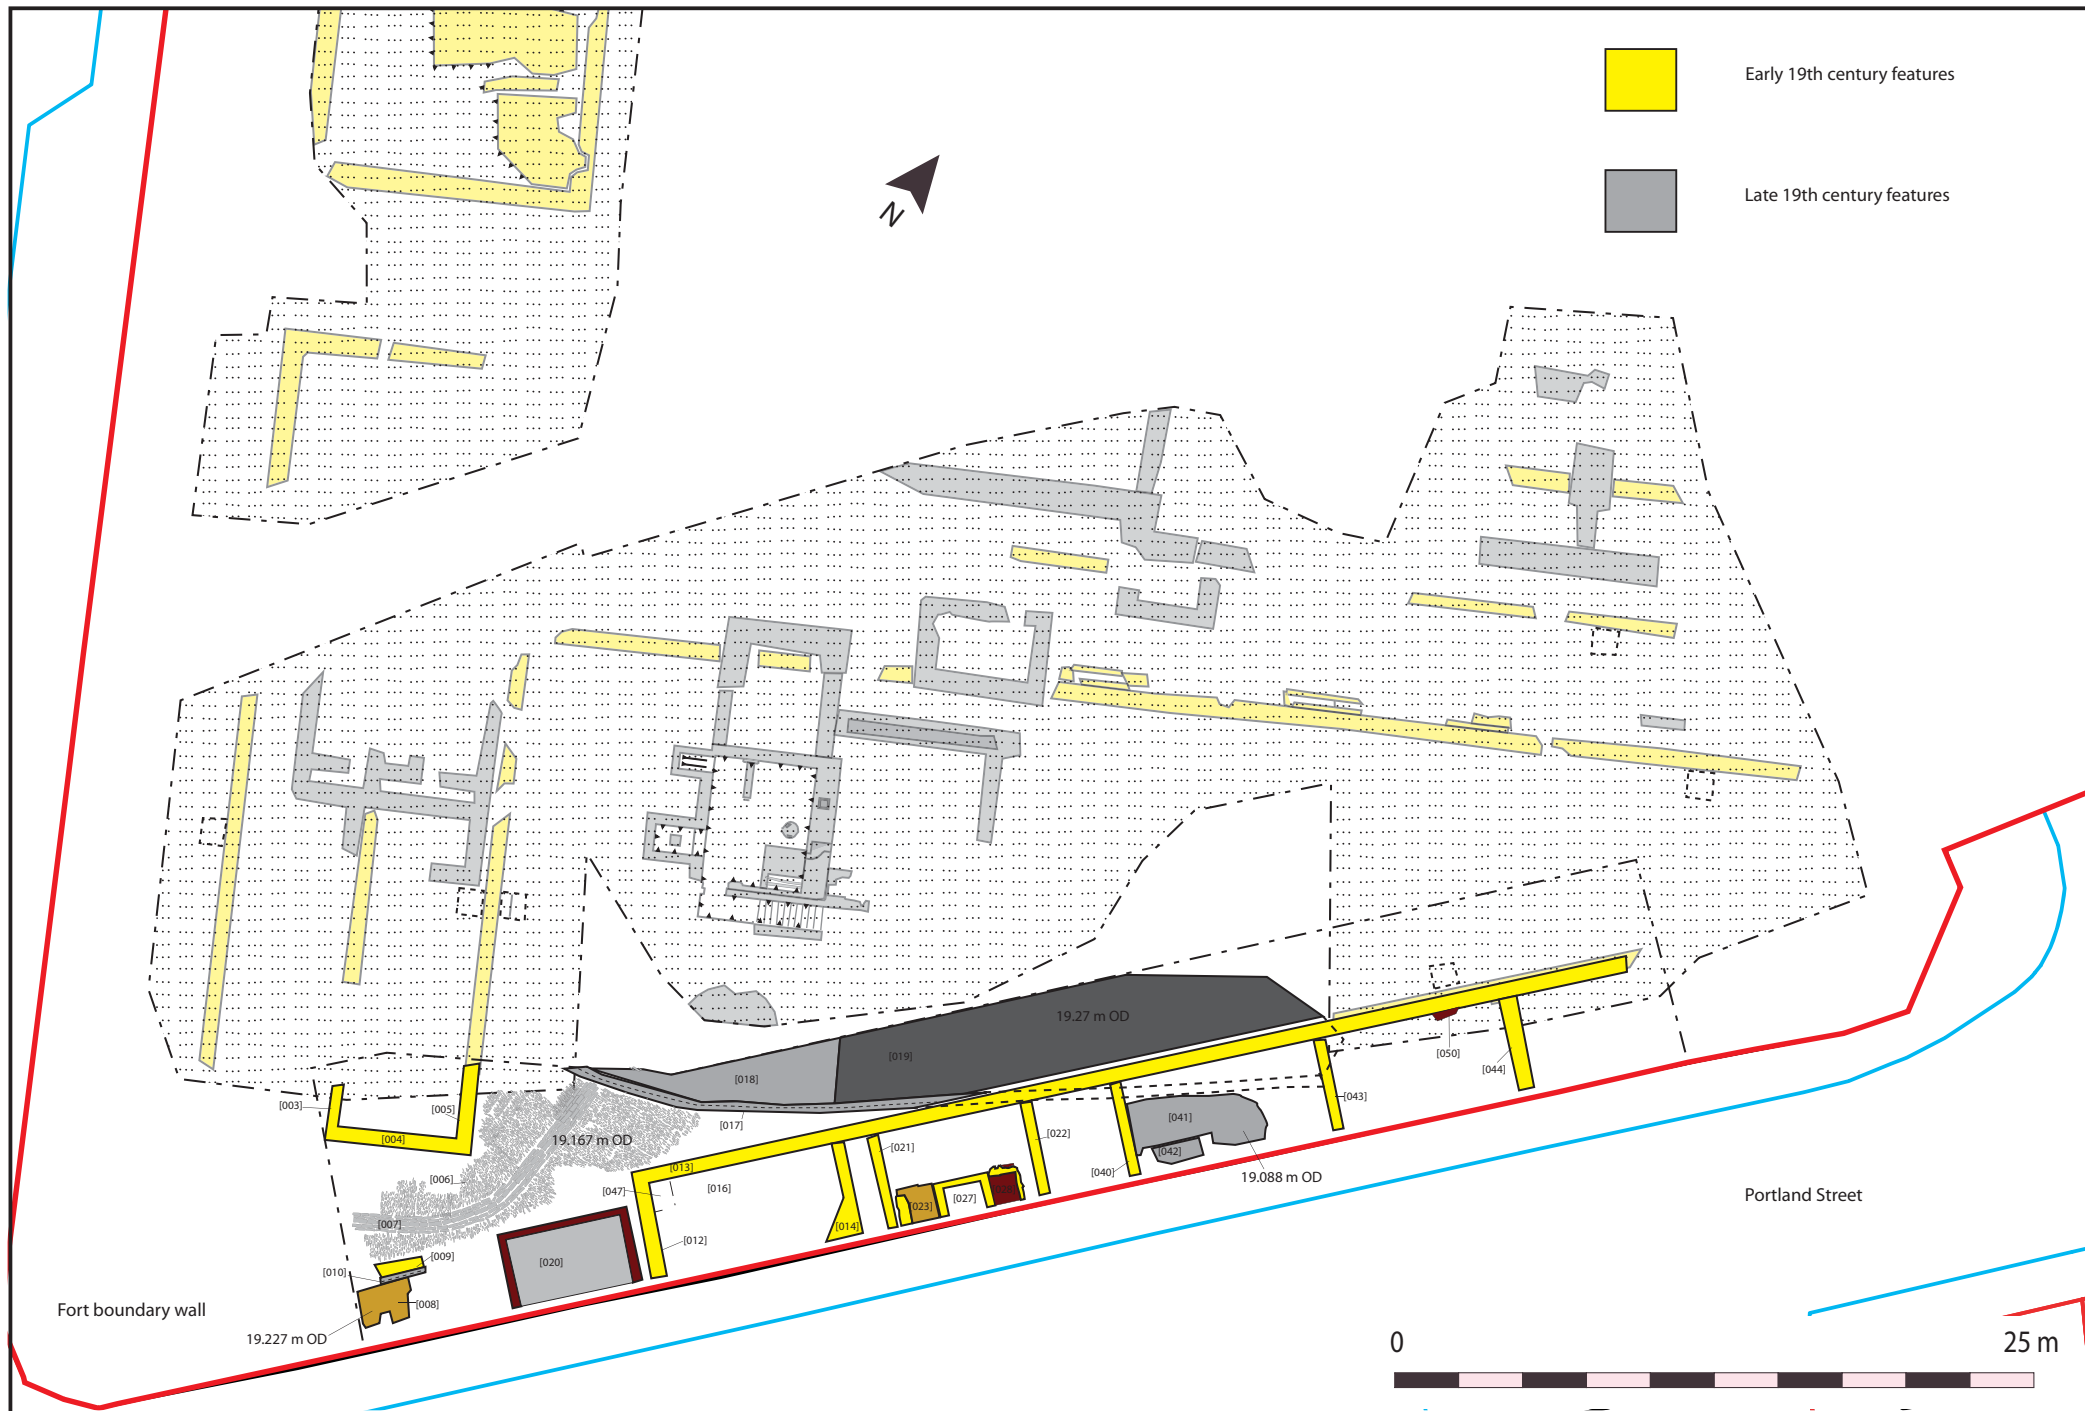 Early 19th century features
Late 19th century features
N
19.27 m OD
[019]
[018]
[050]
[044]
[043]
[003]
[005]
[004]
[017]
19.167 m OD
[041]
[042]
[022]
[021]
[040]
[013]
[016]
[047]
[006]
[007]
[027]
[023]
[014]
19.088 m OD
Portland Street
[012]
[009]
[010]
[020]
[008]
Fort boundary wall
19.227 m OD
0
25 m